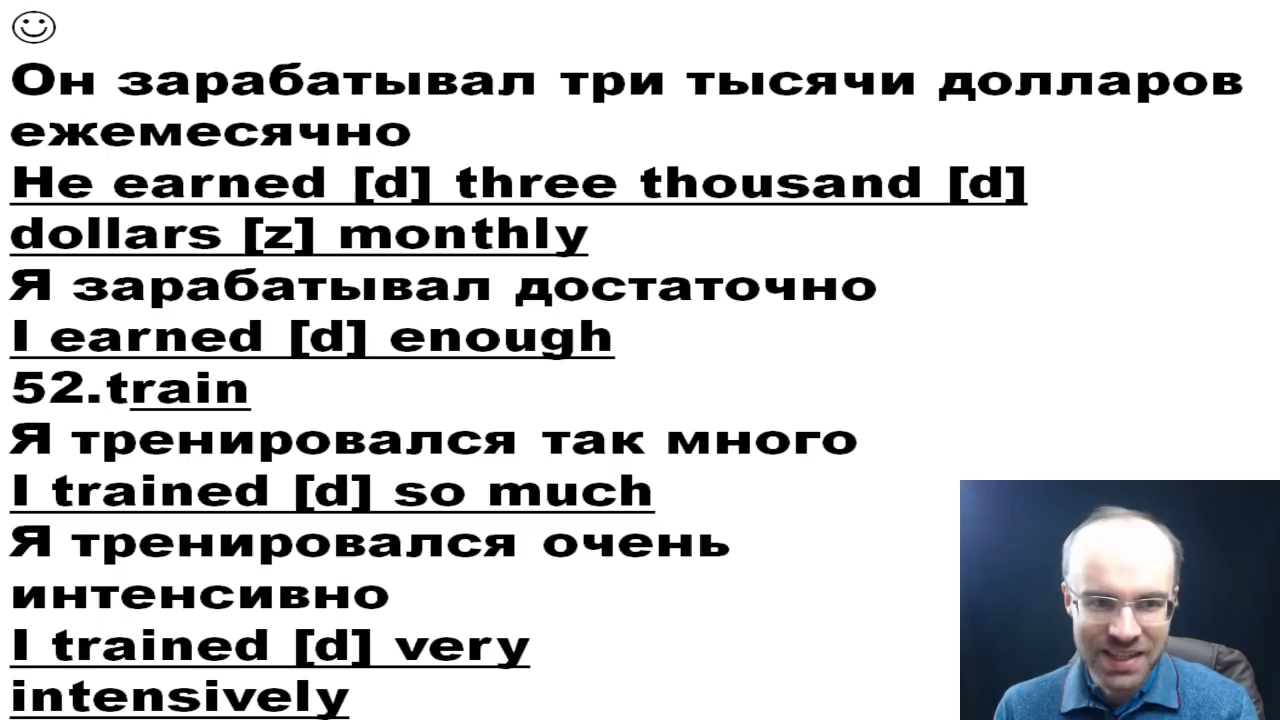 ☺
Он зарабатывал три тысячи долларов
ежемесячно
He earned [d] three thousand [d]
dollars [z] monthly
Я зарабатывал достаточно
I earned [d] enough
52.train
Я тренировался так много
I trained [d] so much
Я тренировался очень
интенсивно
I trained [d] very
intensively